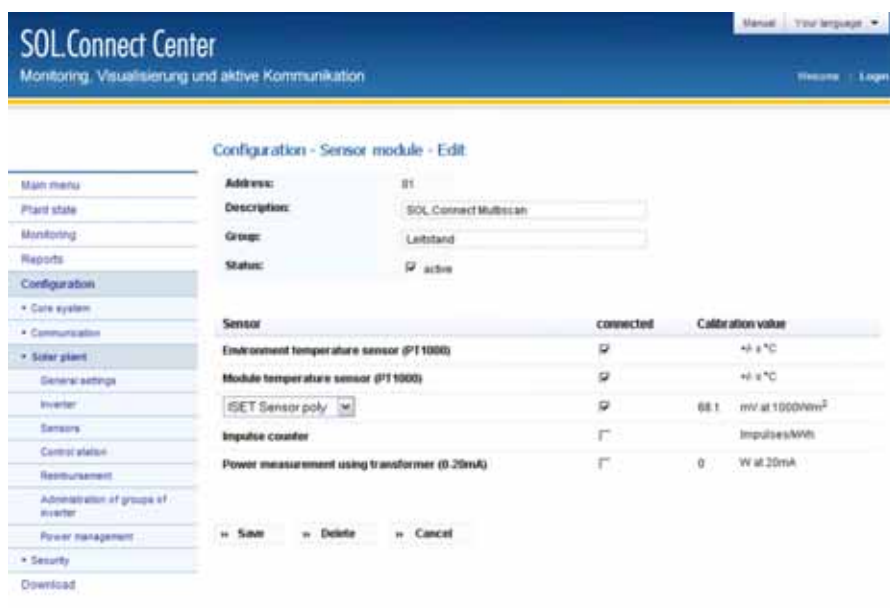 Manual Your language
SOL.Connect Center
Monitoring, Visualisierung und aktive Kommunikation
Welcome : Login
Configuration - Sensor module - Edit
Main menu
Plant state
Monitoring
Reports
Configuration
Core system
Communication
Solar plant
General settings
Inverter
Sensors
Control station
Reimbursement
Administration of groups of inverter
Power management
Security
Download
Address: 81
Description: SOL.Connect Multiscan
Group: Leitstand
Status: active
Sensor connected Calibration value
Environment temperature sensor (PT1000) +/- x °C
Module temperature sensor (PT1000) +/- x °C
ISET Sensor poly 68.1 mV at 1000W/m²
Impulse counter Impulses/kWh
Power measurement using transformer (0-20mA) 0 W at 20mA
» Save » Delete » Cancel